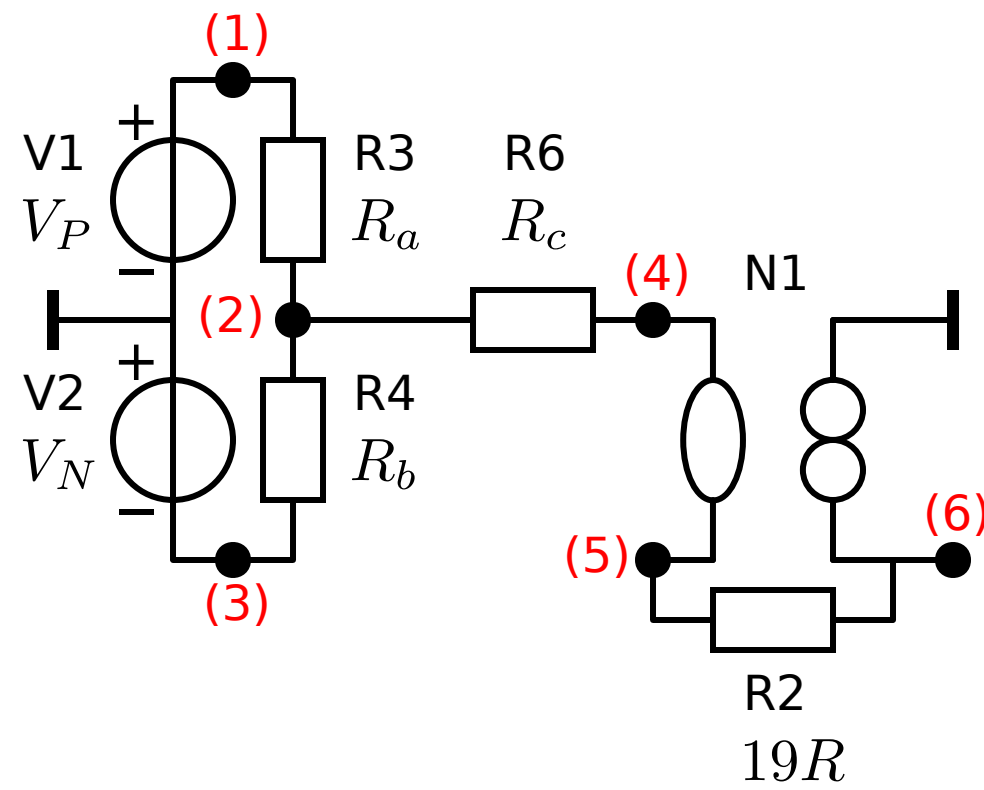 (1)
+
V1
V_P
−
R3
R_a
R6
R_c
(2)
(4)
N1
+
V2
V_N
−
R4
R_b
(3)
(5)
(6)
R2
19R